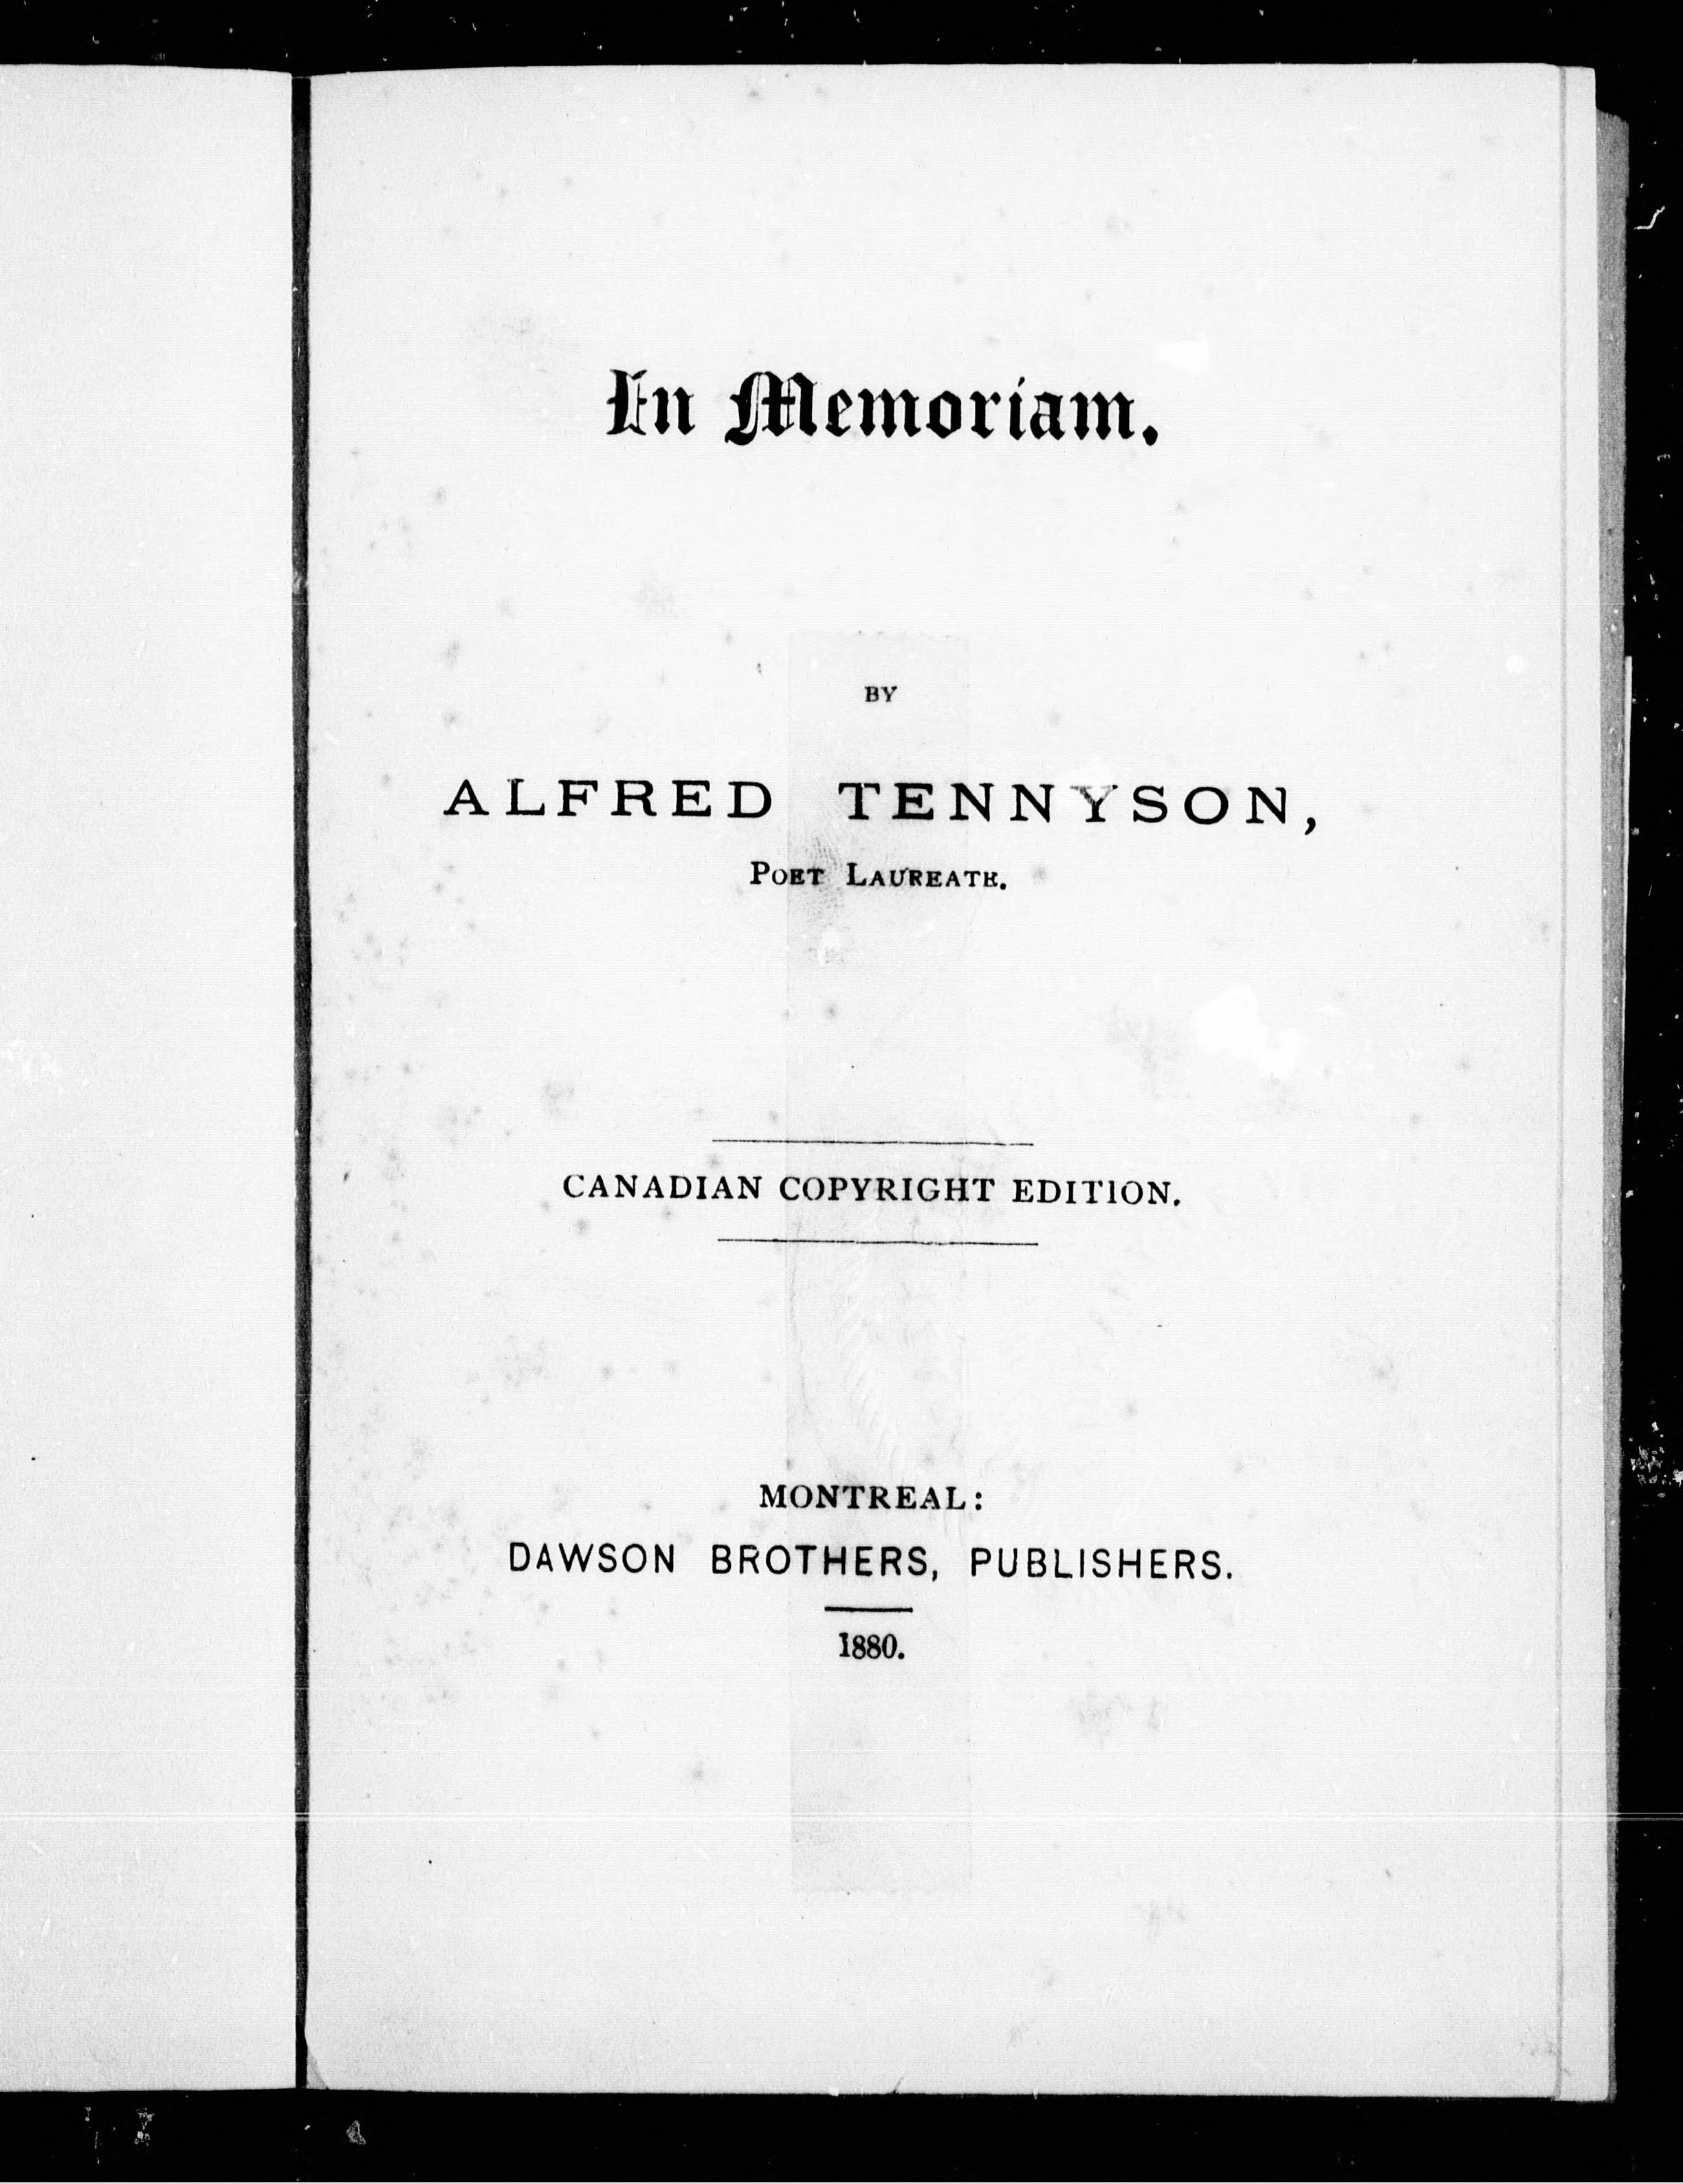 In Memoriam.
BY
ALFRED TENNYSON,
POET LAUREATE.
CANADIAN COPYRIGHT EDITION.
MONTREAL:
DAWSON BROTHERS, PUBLISHERS.
1880.